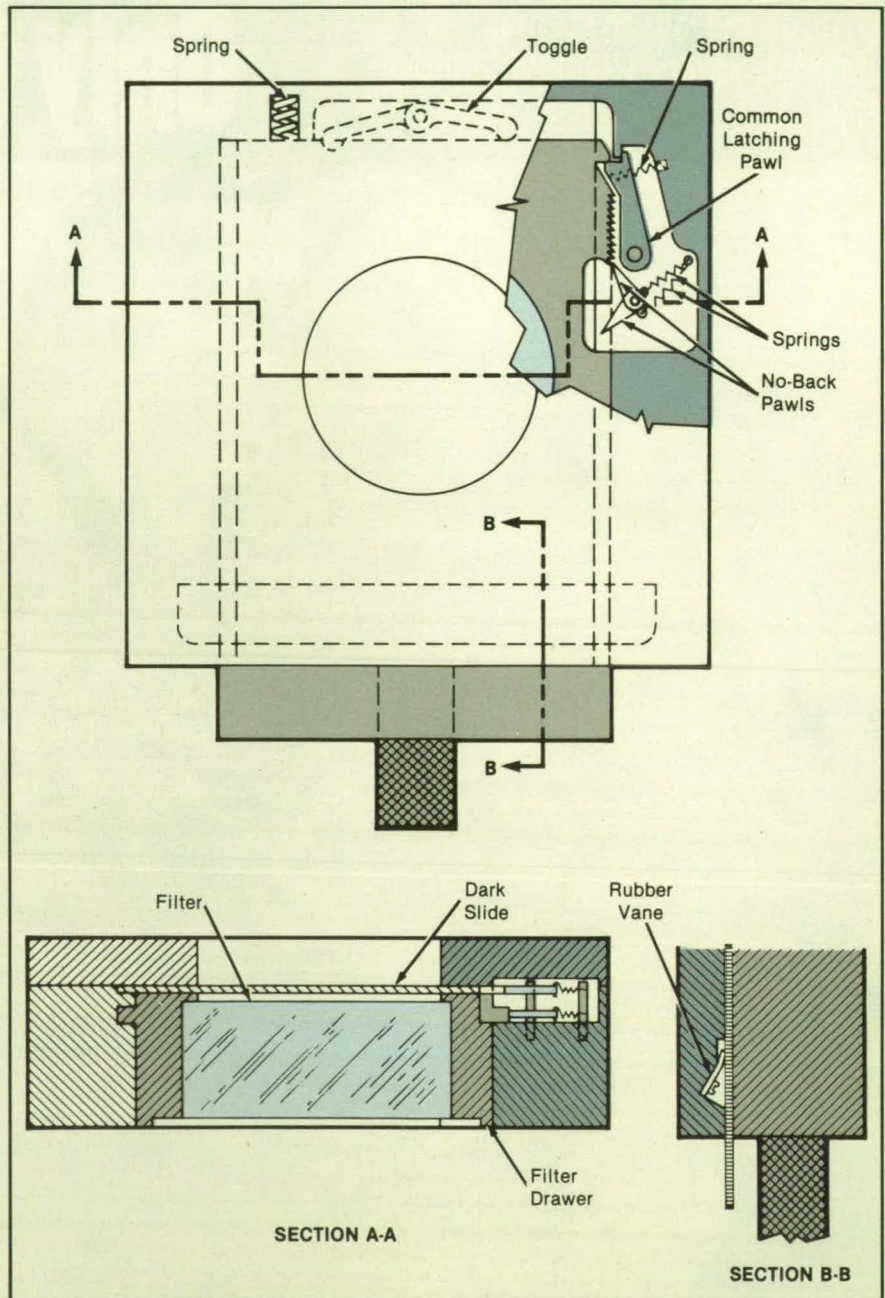 Spring
Toggle
Spring
Common
Latching
Pawl
A
A
Springs
No-Back
Pawls
B
B
Filter
Dark
Slide
Rubber
Vane
Filter
Drawer
SECTION A-A
SECTION B-B